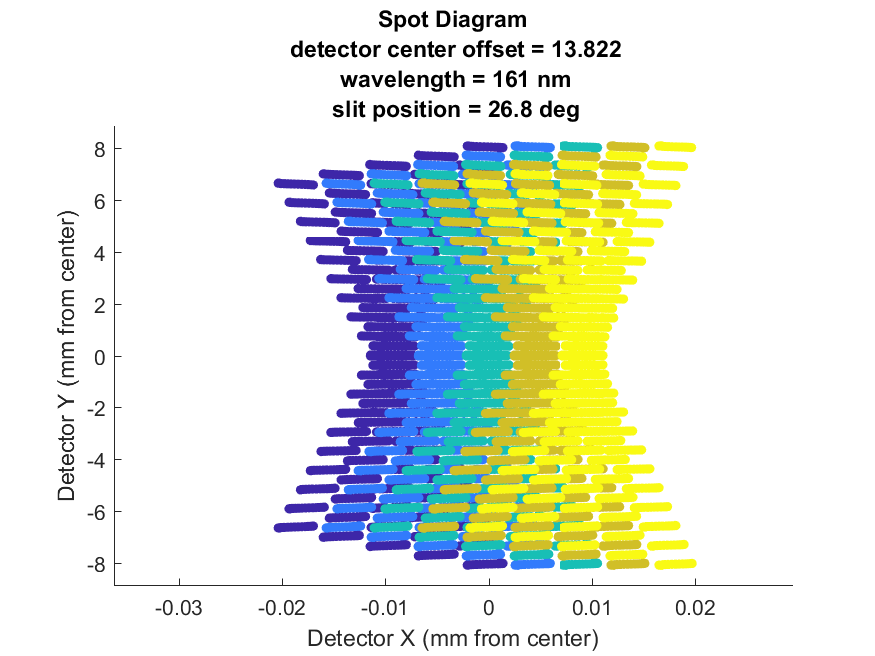 Spot Diagram
detector center offset = 13.822
wavelength = 161 nm
slit position = 26.8 deg
8
6
4
2
0
-2
-4
-6
-8
Detector Y (mm from center)
-0.03
-0.02
-0.01
0
0.01
0.02
Detector X (mm from center)